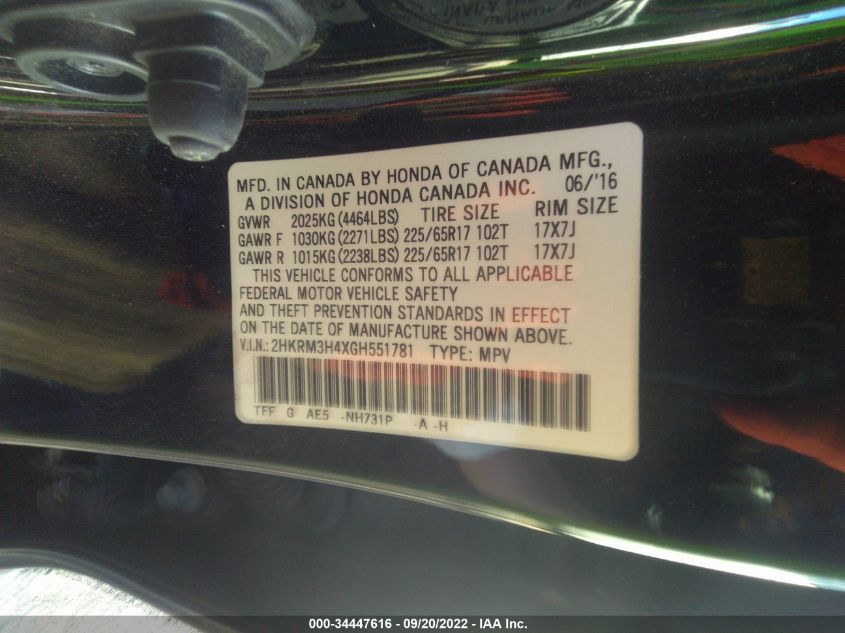 MFD. IN CANADA BY HONDA OF CANADA MFG.,
A DIVISION OF HONDA CANADA INC. 06/'16
GVWR 2025KG(4464LBS) TIRE SIZE RIM SIZE
GAWR F 1030KG(2271LBS) 225/65R17 102T 17X7J
GAWR R 1015KG(2238LBS) 225/65R17 102T 17X7J
THIS VEHICLE CONFORMS TO ALL APPLICABLE
FEDERAL MOTOR VEHICLE SAFETY
AND THEFT PREVENTION STANDARDS IN EFFECT
ON THE DATE OF MANUFACTURE SHOWN ABOVE.
V.I.N.: 2HKRM3H4XGH551781 TYPE: MPV
TFF G AE5 -NH731P -A -H
000-34447616 - 09/20/2022 - IAA Inc.